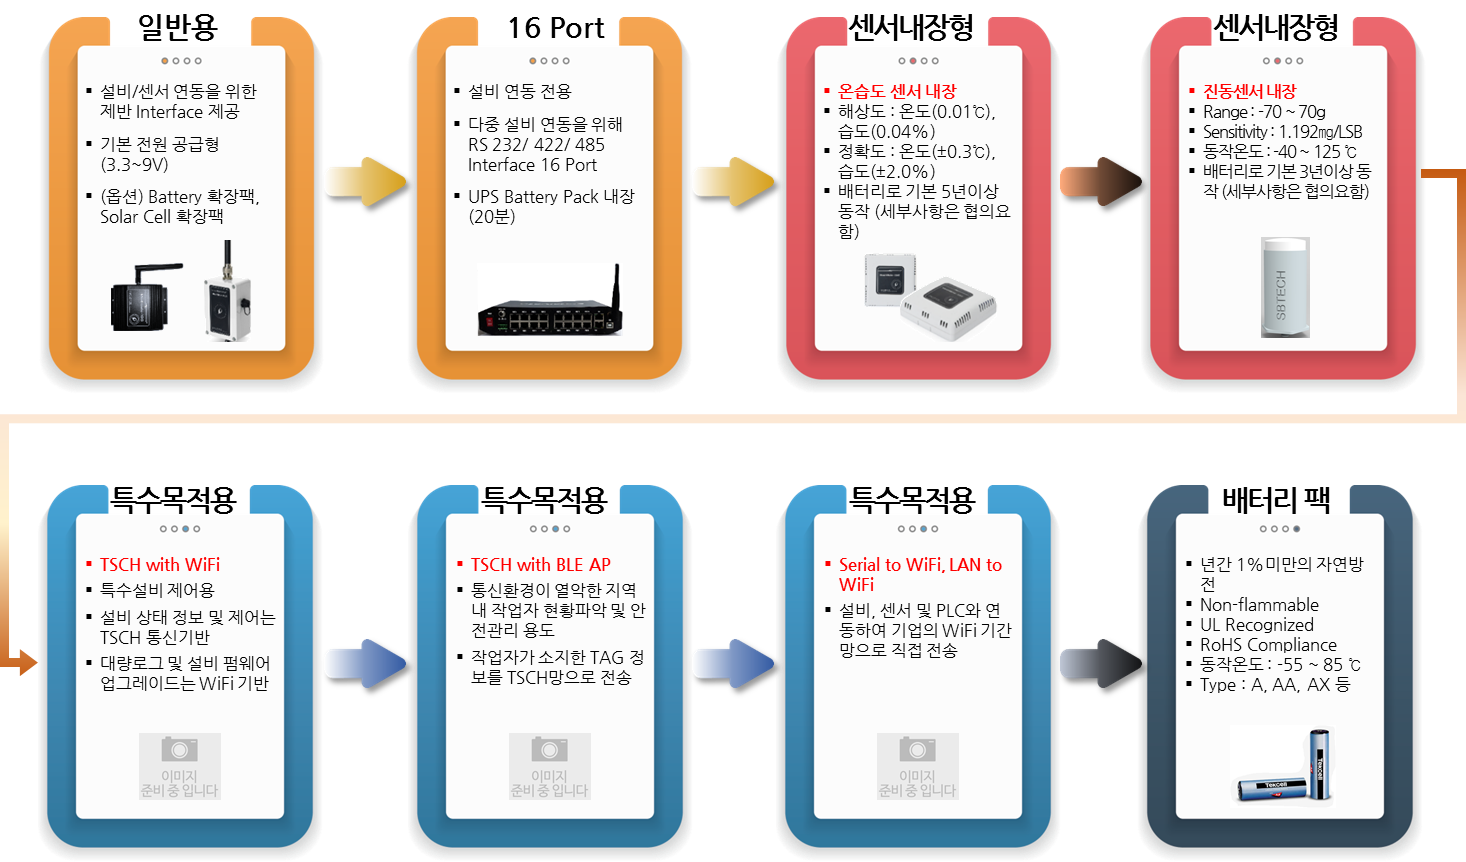 일반용
설비/센서 연동을 위한
제반 Interface 제공
기본 전원 공급형
(3.3~9V)
(옵션) Battery 확장팩,
Solar Cell 확장팩
16 Port
설비 연동 전용
다중 설비 연동을 위해
RS 232/ 422/ 485
Interface 16 Port
UPS Battery Pack 내장
(20분)
센서내장형
온습도 센서 내장
해상도 : 온도(0.01℃),
습도(0.04%)
정확도 : 온도(±0.3℃),
습도(±2.0%)
배터리로 기본 5년이상
동작 (세부사항은 협의요
함)
센서내장형
진동센서 내장
Range : -70 ~ 70g
Sensitivity : 1.192㎎/LSB
동작온도 : -40 ~ 125 ℃
배터리로 기본 3년이상 동
작 (세부사항은 협의요함)
SBTECH
특수목적용
TSCH with WiFi
특수설비 제어용
설비 상태 정보 및 제어는
TSCH 통신기반
대량로그 및 설비 펌웨어
업그레이드는 WiFi 기반
이미지
준비 중 입니다
특수목적용
TSCH with BLE AP
통신환경이 열악한 지역
내 작업자 현황파악 및 안
전관리 용도
작업자가 소지한 TAG 정
보를 TSCH망으로 전송
이미지
준비 중 입니다
특수목적용
Serial to WiFi, LAN to
WiFi
설비, 센서 및 PLC와 연
동하여 기업의 WiFi 기간
망으로 직접 전송
이미지
준비 중 입니다
배터리 팩
년간 1% 미만의 자연방
전
Non-flammable
UL Recognized
RoHS Compliance
동작온도 : -55 ~ 85 ℃
Type : A, AA, AX 등
Tekcell
Tekcell